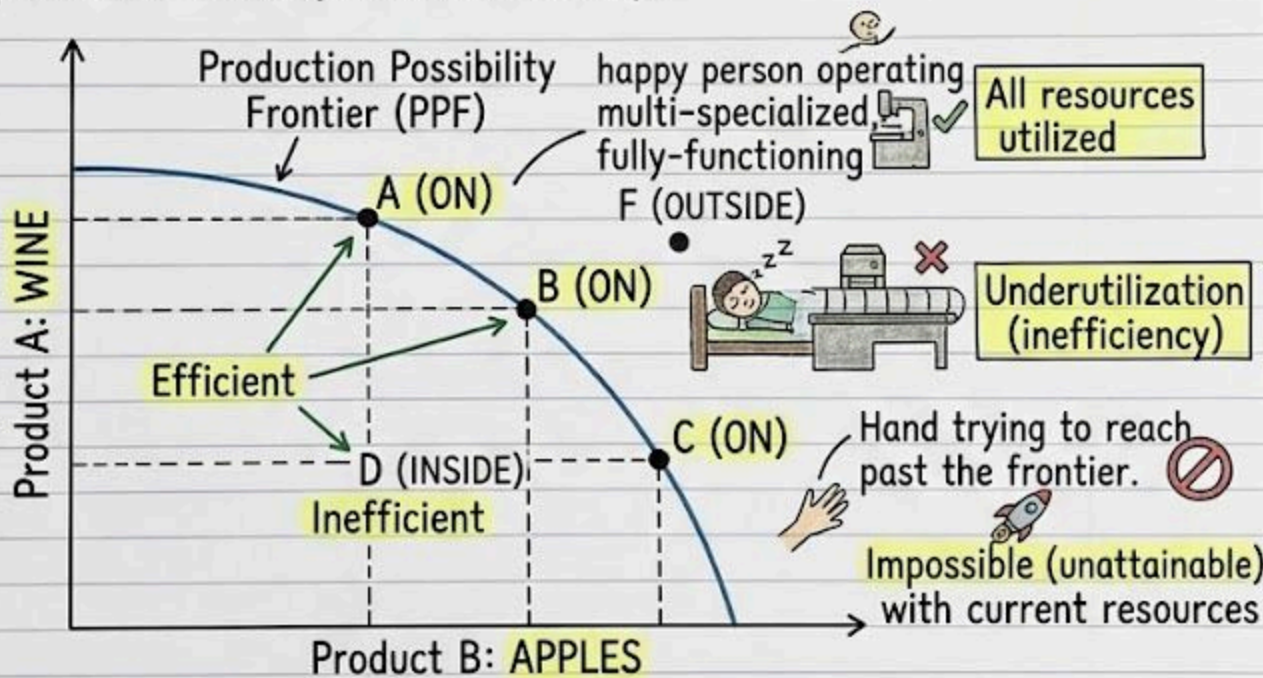 Production Possibility
Frontier (PPF)
happy person operating
multi-specialized,
fully-functioning
All resources
utilized
A (ON)
F (OUTSIDE)
B (ON)
zzz
Underutilization
(inefficiency)
Efficient
C (ON)
Hand trying to reach
past the frontier.
D (INSIDE)
Inefficient
Impossible (unattainable)
with current resources
Product A: WINE
Product B: APPLES